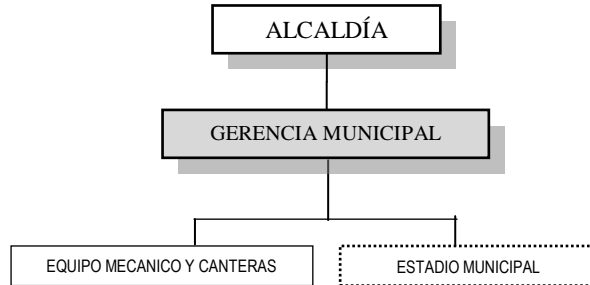 ALCALDÍA
GERENCIA MUNICIPAL
EQUIPO MECANICO Y CANTERAS
ESTADIO MUNICIPAL